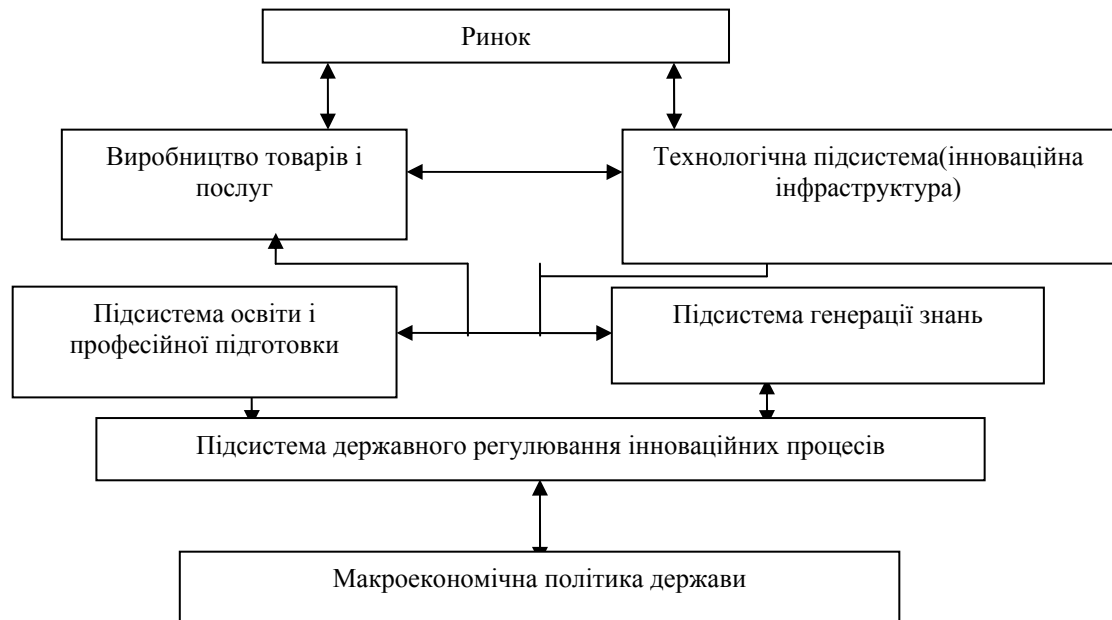 Ринок
Виробництво товарів і
послуг
Технологічна підсистема(інноваційна
інфраструктура)
Підсистема освіти і
професійної підготовки
Підсистема генерації знань
Підсистема державного регулювання інноваційних процесів
Макроекономічна політика держави